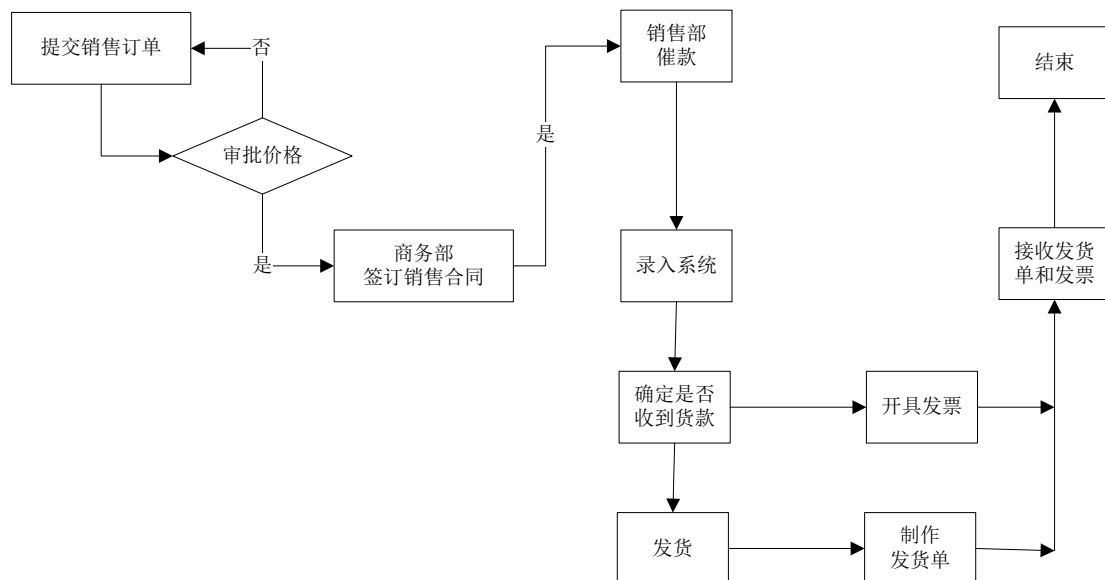 提交销售订单
否
审批价格
是
商务部
签订销售合同
是
销售部
催款
录入系统
确定是否
收到货款
开具发票
发货
制作
发货单
接收发货
单和发票
结束